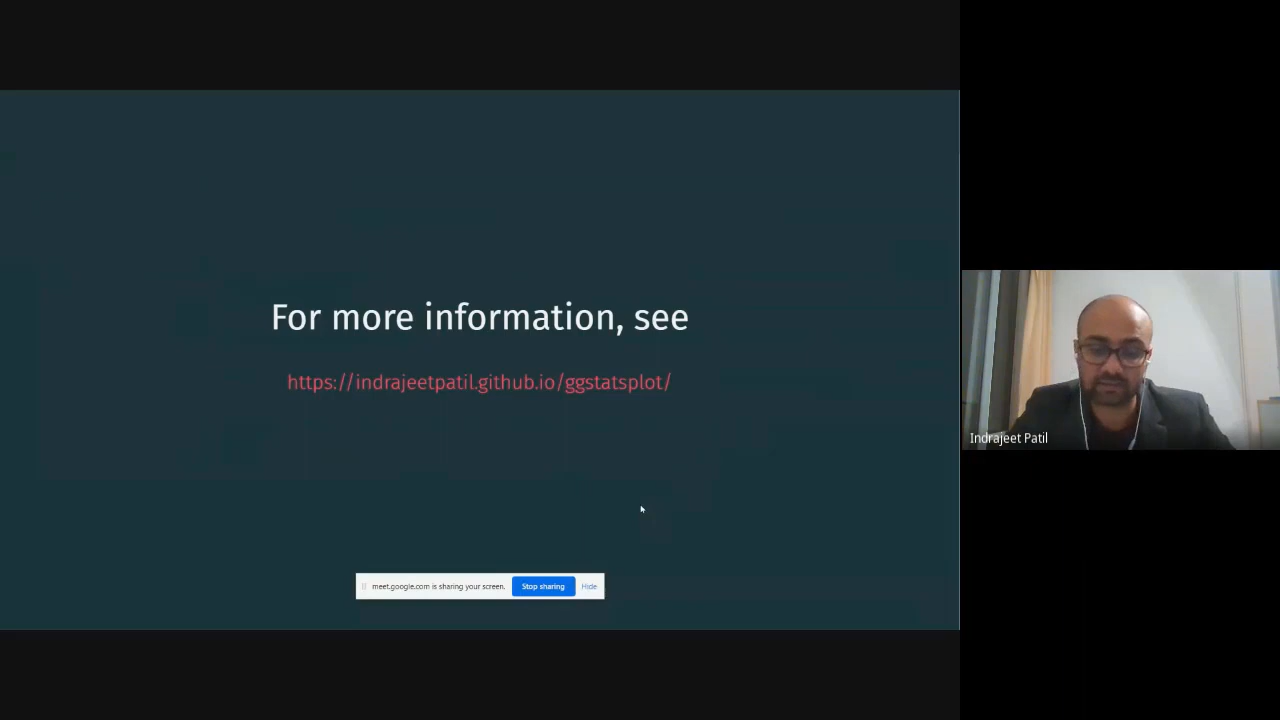 For more information, see
https://indrajeetpatil.github.io/ggstatsplot/
meet.google.com is sharing your screen. Stop sharing Hide
Indrajeet Patil